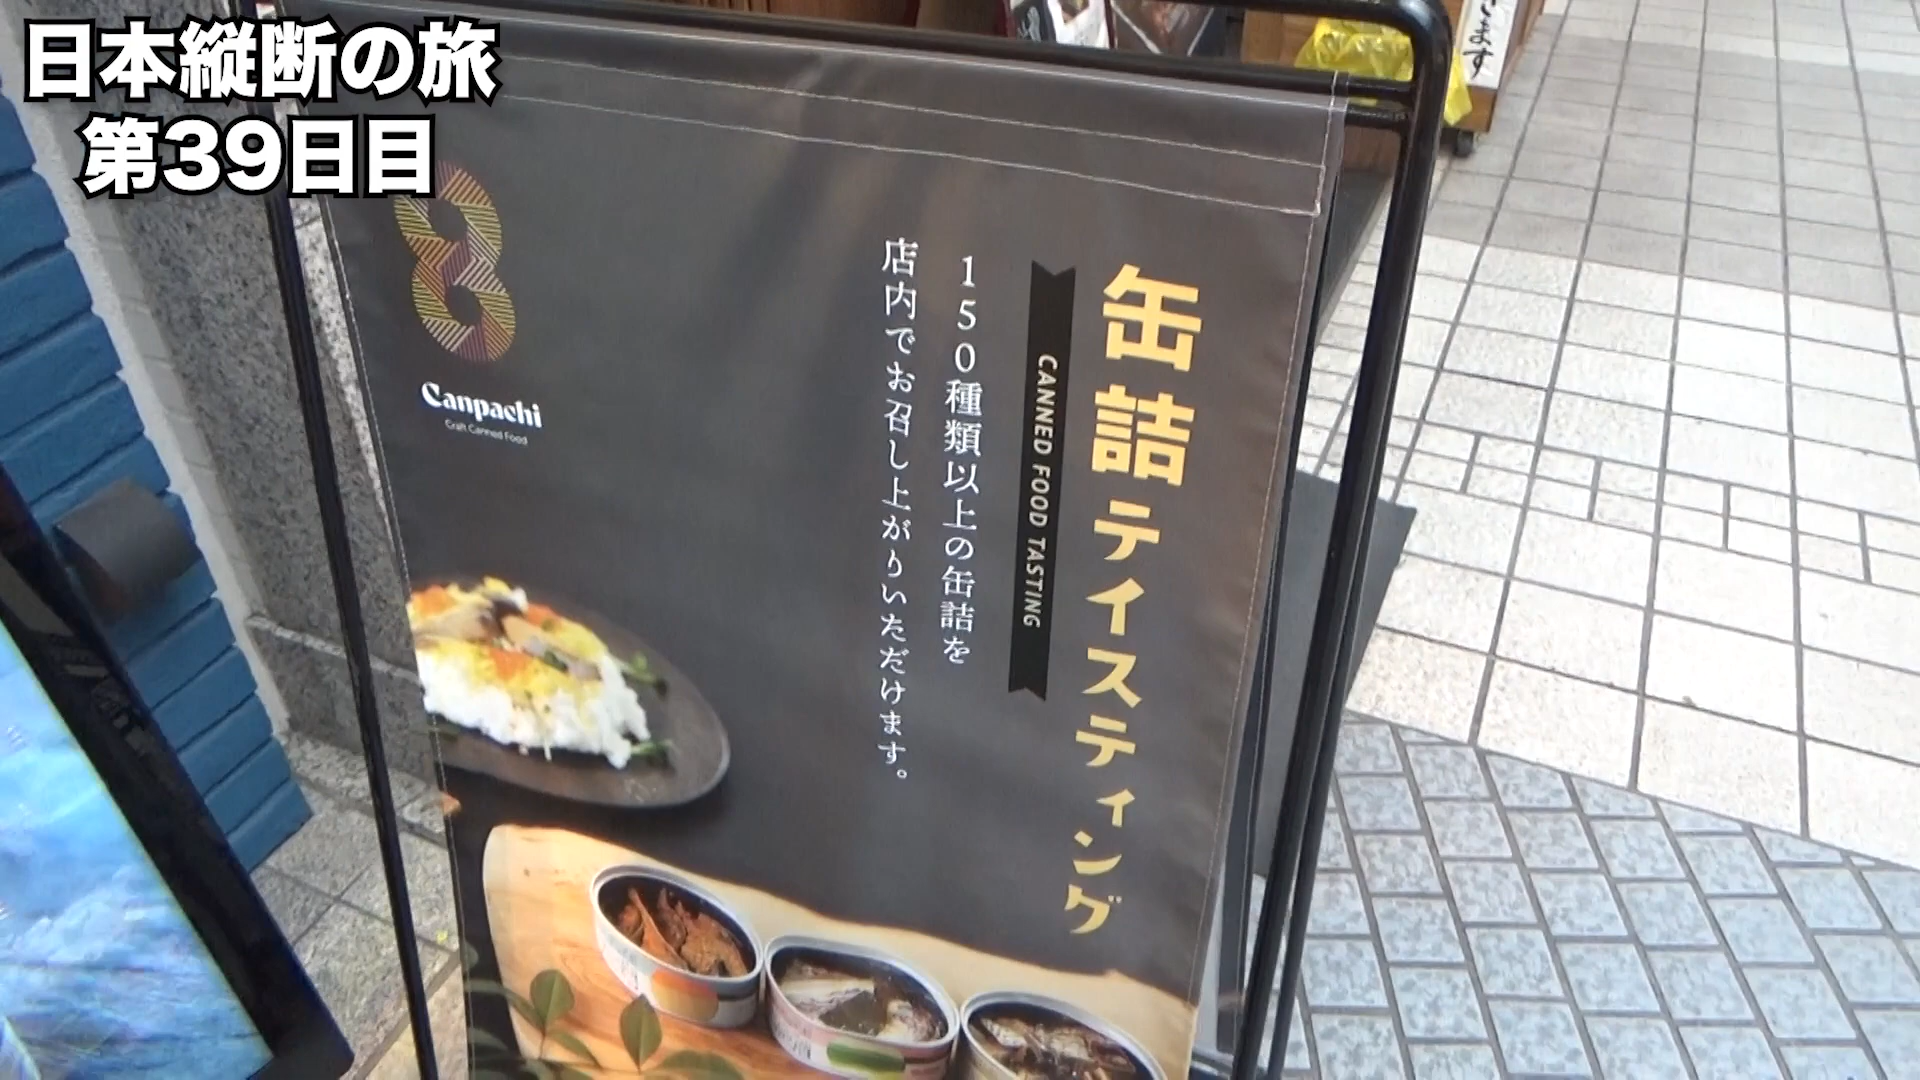 日本縦断の旅
第39日目
缶詰テイスティング
CANNED FOOD TASTING
150種類以上の缶詰を
店内でお召し上がりいただけます。
Canpachi
Craft Canned Food
ます